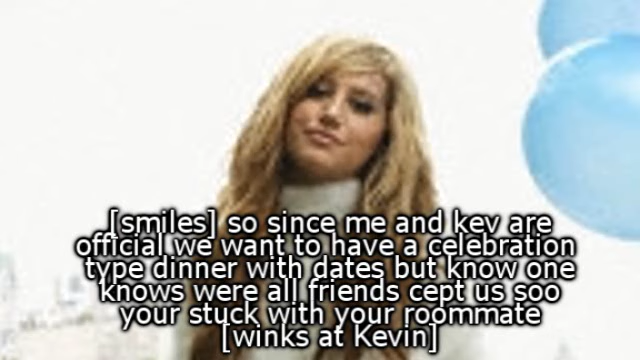 [smiles] so since me and kev are
official we want to have a celebration
type dinner with dates but know one
knows were all friends cept us soo
your stuck with your roommate
[winks at Kevin]